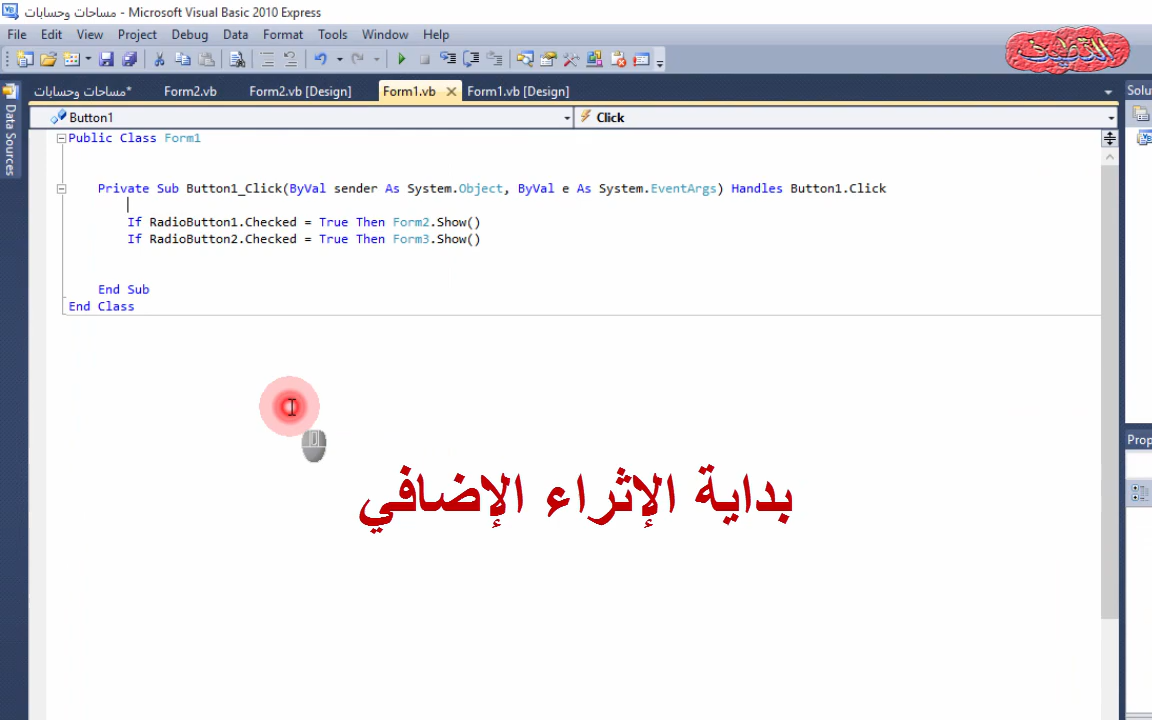 مساحات وحسابات - Microsoft Visual Basic 2010 Express
File Edit View Project Debug Data Format Tools Window Help
مساحات وحسابات* Form2.vb Form2.vb [Design] Form1.vb Form1.vb [Design]
Solu
Data Sources
Button1 Click
Public Class Form1
Private Sub Button1_Click(ByVal sender As System.Object, ByVal e As System.EventArgs) Handles Button1.Click
If RadioButton1.Checked = True Then Form2.Show()
If RadioButton2.Checked = True Then Form3.Show()
End Sub
End Class
Prop
بداية الإثراء الإضافي